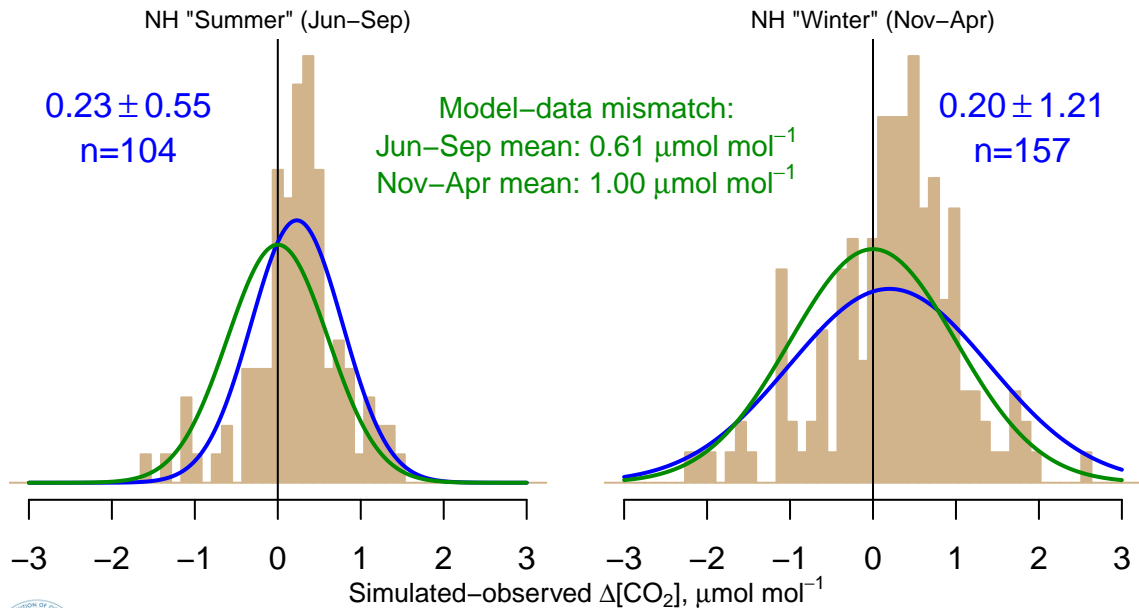 NH "Summer" (Jun−Sep)
NH "Winter" (Nov−Apr)
0.23 ± 0.55
n=104
Model−data mismatch:
Jun−Sep mean: 0.61 μmol mol⁻¹
Nov−Apr mean: 1.00 μmol mol⁻¹
0.20 ± 1.21
n=157
−3 −2 −1 0 1 2 3
−3 −2 −1 0 1 2 3
Simulated−observed Δ[CO₂], μmol mol⁻¹